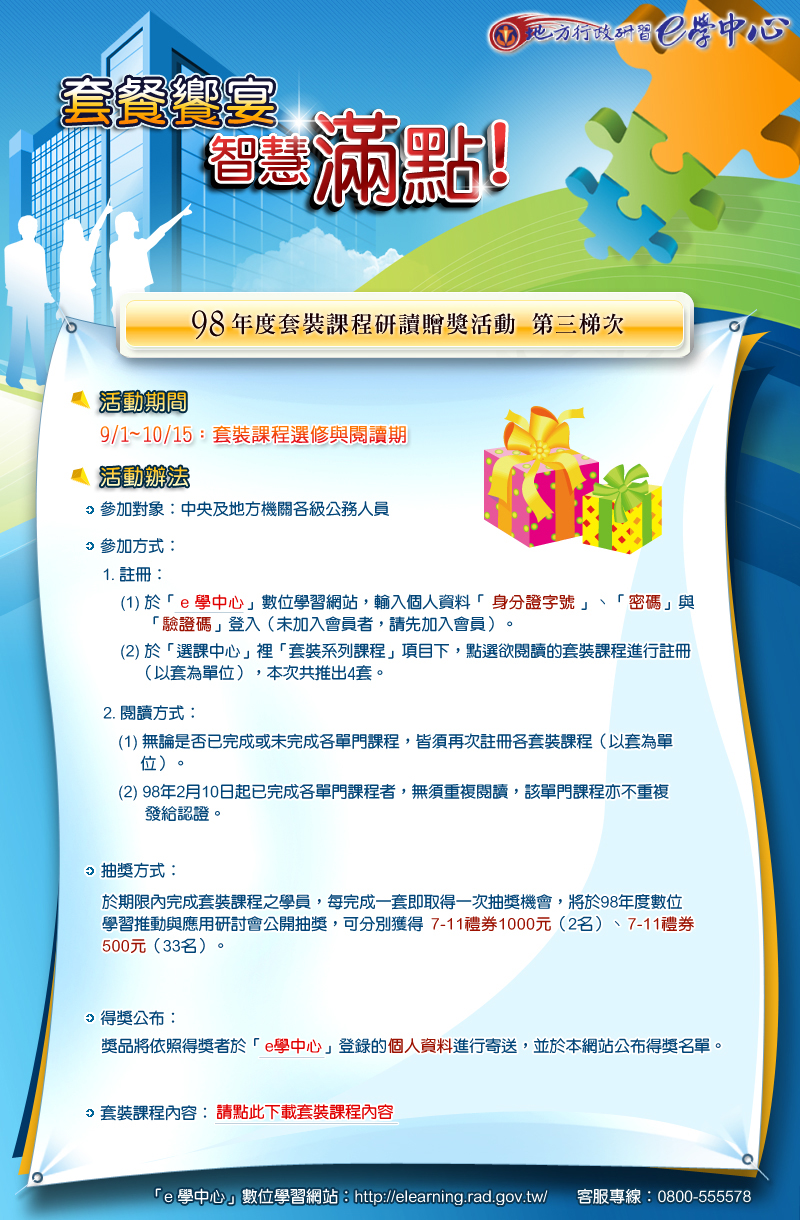 地方行政研習e學中心
套餐饗宴
智慧滿點!
98年度套裝課程研讀贈獎活動 第三梯次
活動期間
9/1~10/15：套裝課程選修與閱讀期
活動辦法
參加對象：中央及地方機關各級公務人員
參加方式：
1. 註冊：
(1) 於「e 學中心」數位學習網站，輸入個人資料「 身分證字號 」、「密碼」與
「驗證碼」登入（未加入會員者，請先加入會員）。
(2) 於「選課中心」裡「套裝系列課程」項目下，點選欲閱讀的套裝課程進行註冊
（以套為單位），本次共推出4套。
2. 閱讀方式：
(1) 無論是否已完成或未完成各單門課程，皆須再次註冊各套裝課程（以套為單
位）。
(2) 98年2月10日起已完成各單門課程者，無須重複閱讀，該單門課程亦不重複
發給認證。
抽獎方式：
於期限內完成套裝課程之學員，每完成一套即取得一次抽獎機會，將於98年度數位
學習推動與應用研討會公開抽獎，可分別獲得 7-11禮券1000元（2名）、7-11禮券
500元（33名）。
得獎公布：
獎品將依照得獎者於「e學中心」登錄的個人資料進行寄送，並於本網站公布得獎名單。
套裝課程內容：請點此下載套裝課程內容
「e 學中心」數位學習網站：http://elearning.rad.gov.tw/ 客服專線：0800-555578